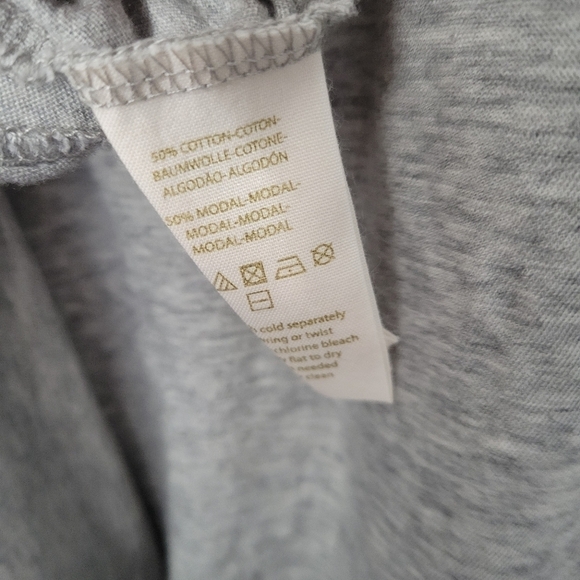 50% COTTON-COTON-
BAUMWOLLE-COTONE-
ALGODÃO-ALGODÓN
50% MODAL-MODAL-
MODAL-MODAL-
MODAL-MODAL
cold separately
or twist
bleach
flat to dry
needed
clean